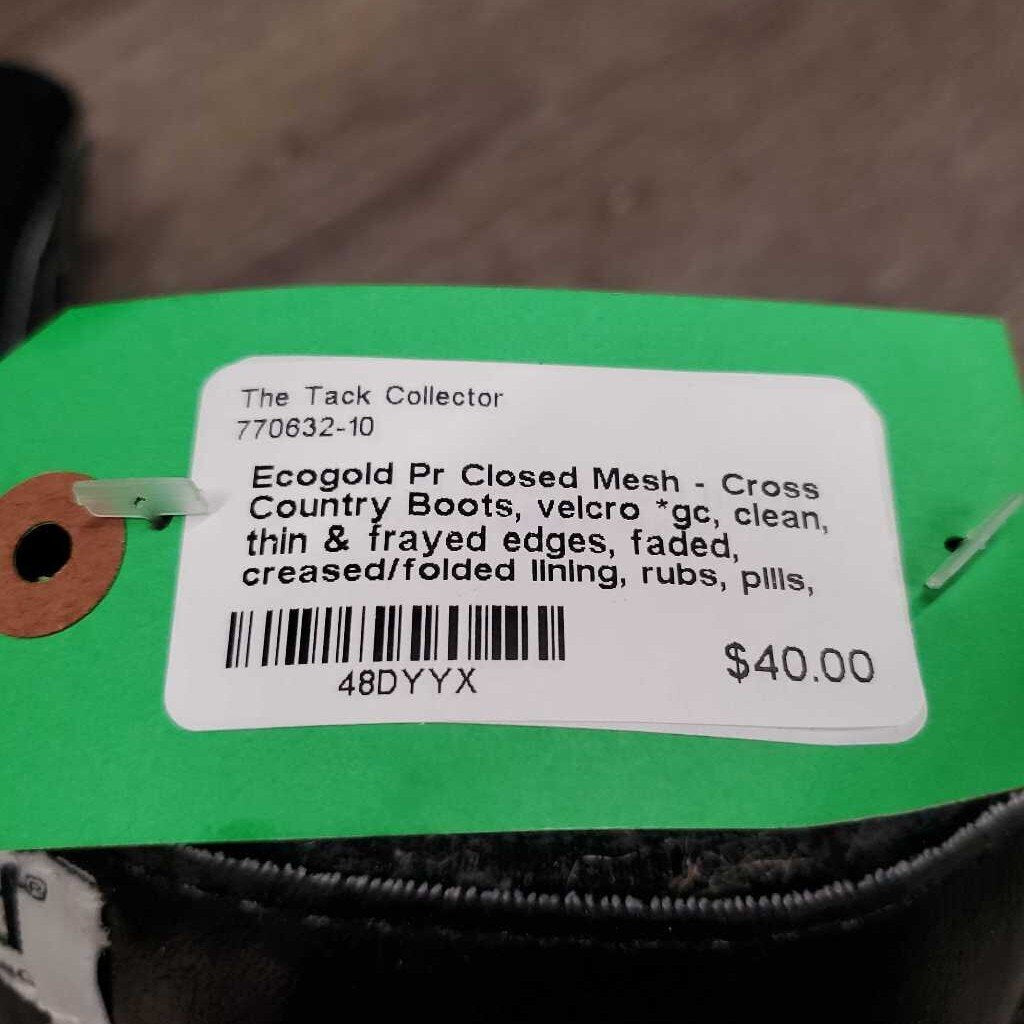 The Tack Collector
770632-10
Ecogold Pr Closed Mesh - Cross
Country Boots, velcro *gc, clean,
thin & frayed edges, faded,
creased/folded lining, rubs, pills,
48DYYX
$40.00
®